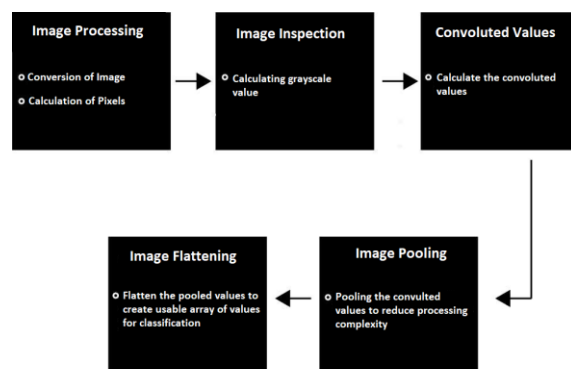 Image Processing
Conversion of Image
Calculation of Pixels
Image Inspection
Calculating grayscale
value
Convoluted Values
Calculate the convoluted
values
Image Pooling
Pooling the convulted
values to reduce processing
complexity
Image Flattening
Flatten the pooled values to
create usable array of values
for classification